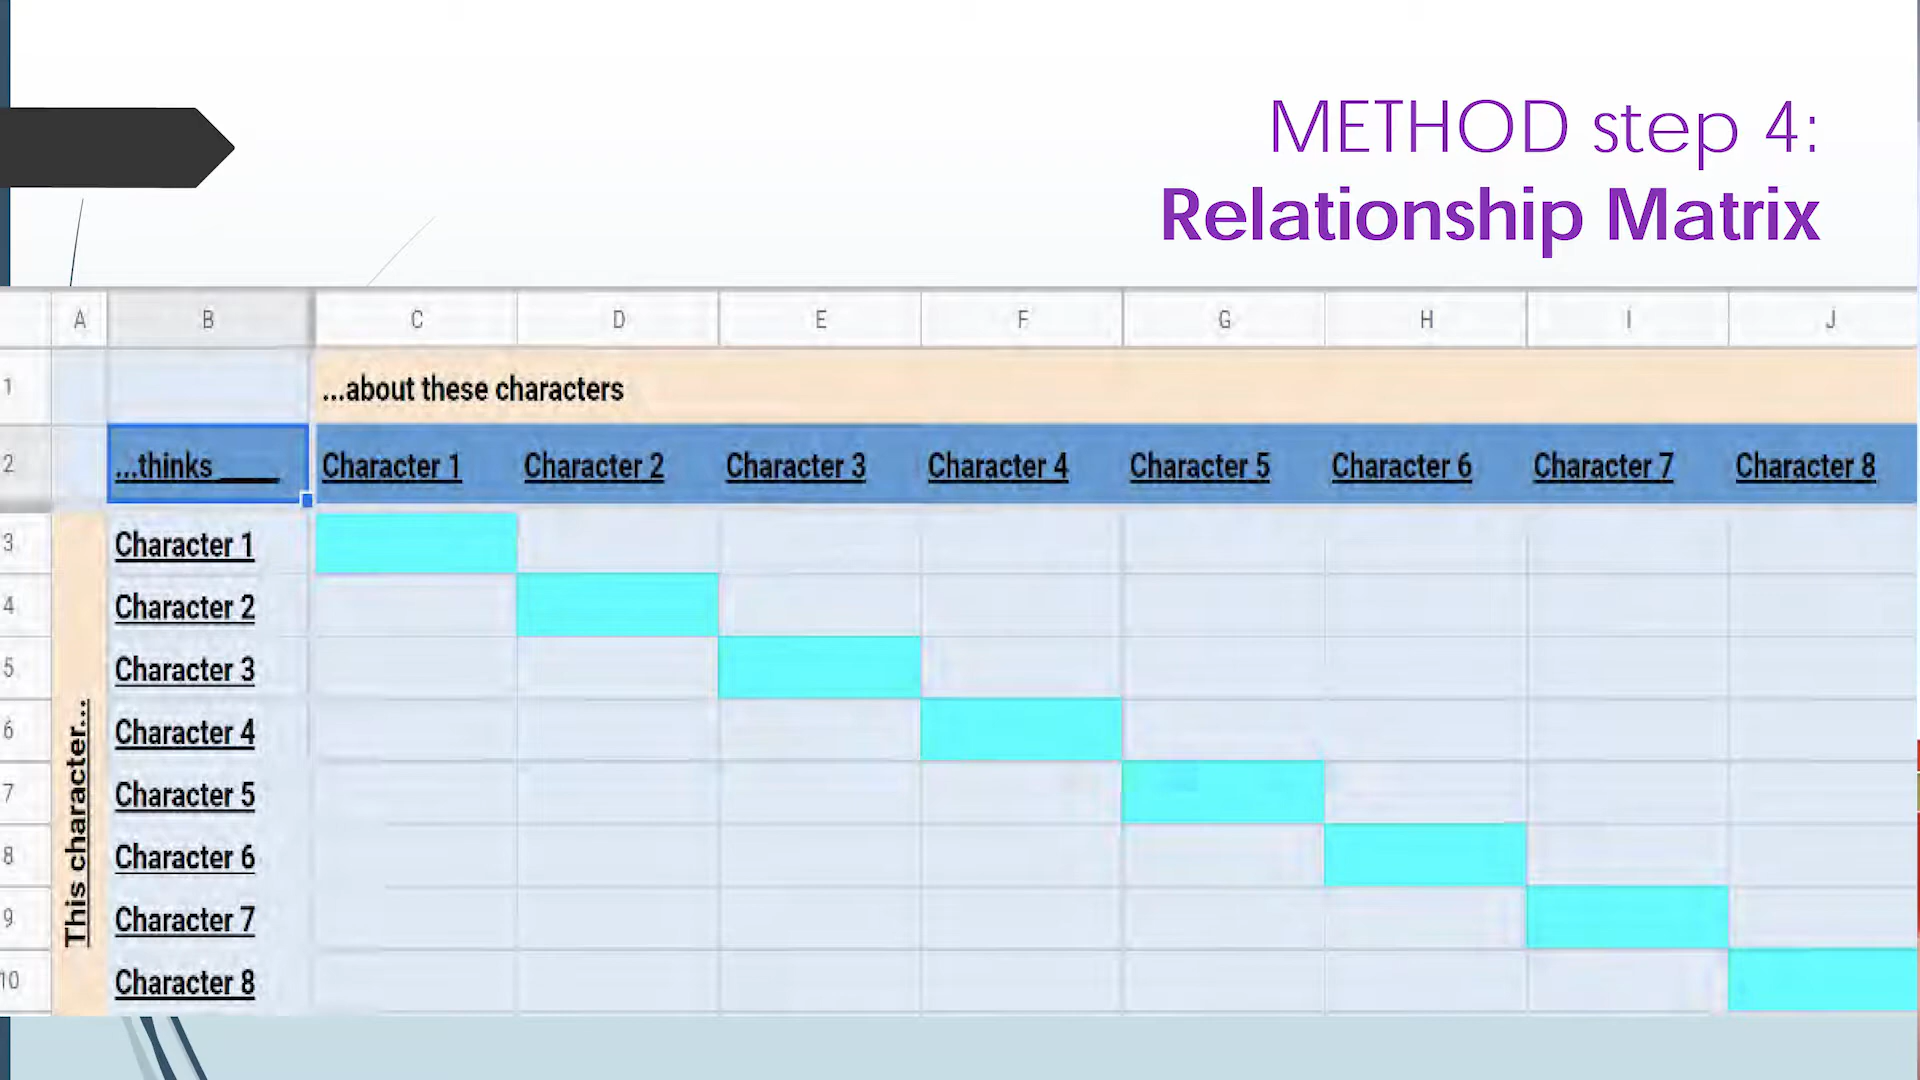 METHOD step 4:
Relationship Matrix
A B C D E F G H I J
1 ...about these characters
2 ...thinks ____ Character 1 Character 2 Character 3 Character 4 Character 5 Character 6 Character 7 Character 8
This character...
3 Character 1
4 Character 2
5 Character 3
6 Character 4
7 Character 5
8 Character 6
9 Character 7
10 Character 8